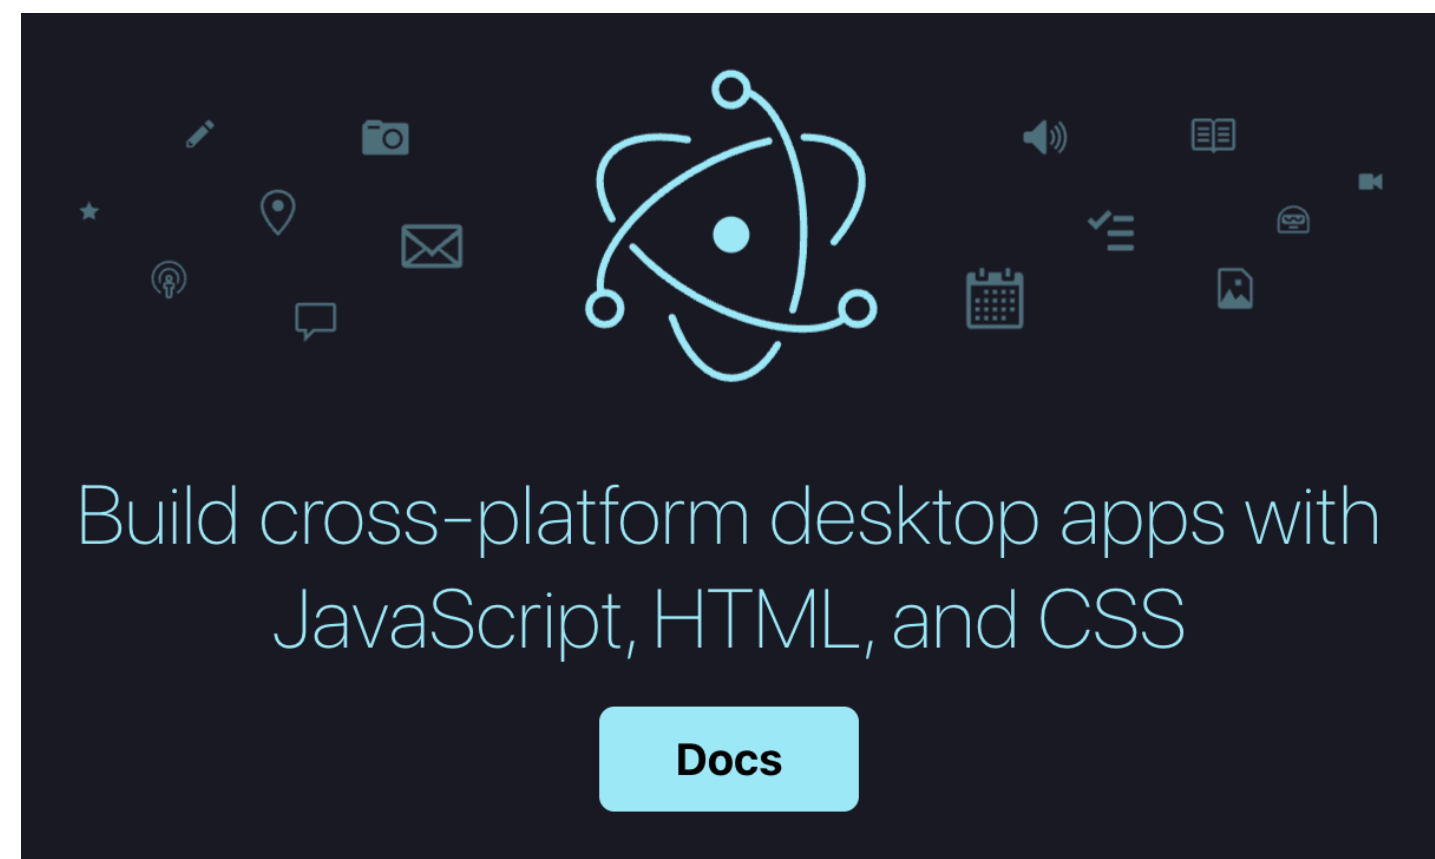 Build cross-platform desktop apps with
JavaScript, HTML, and CSS
Docs